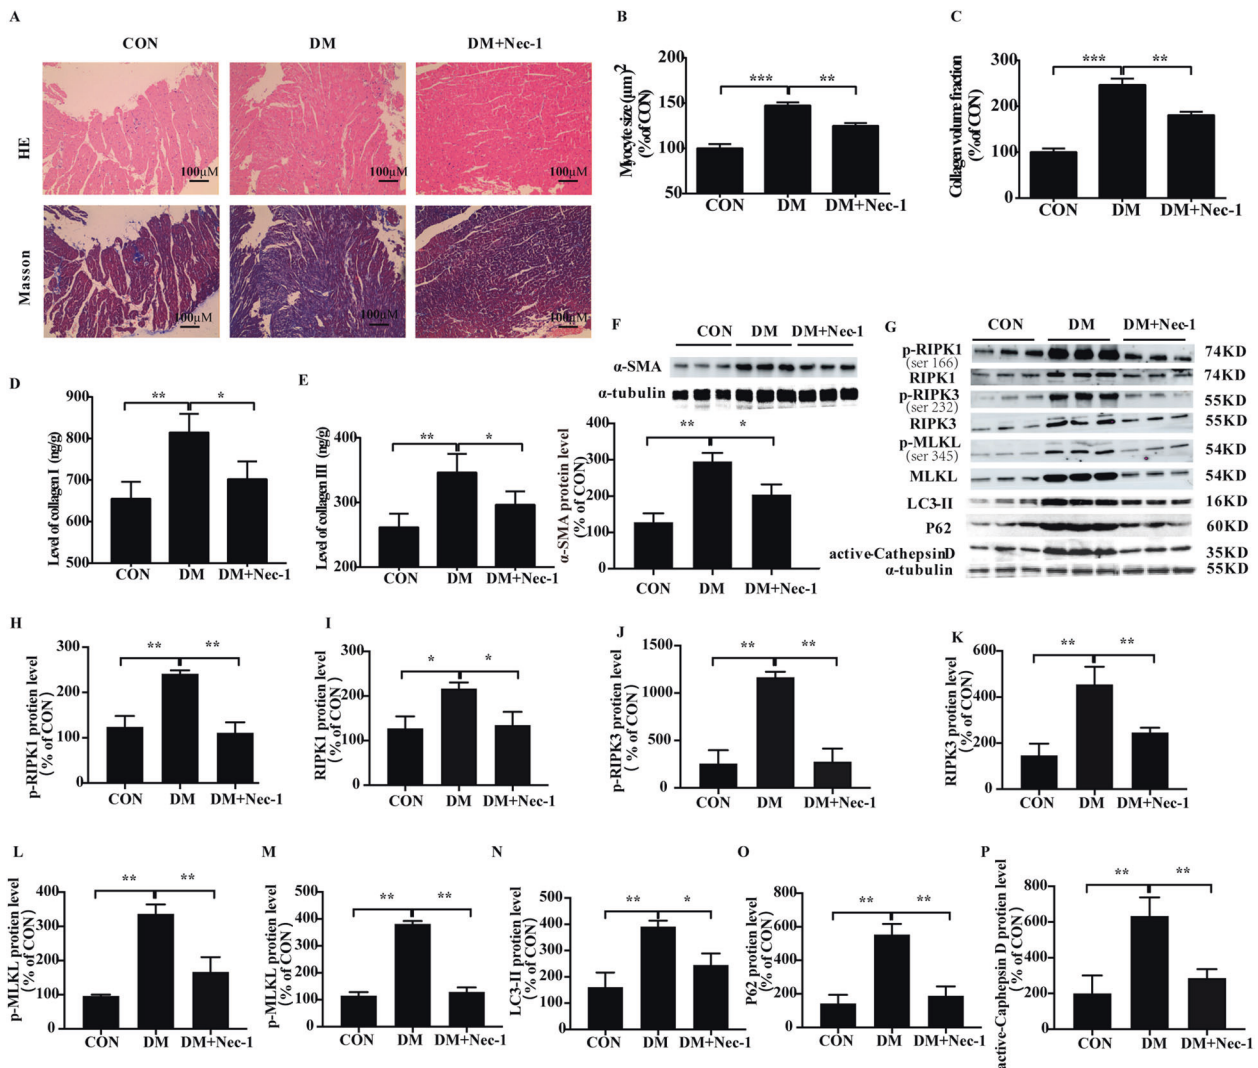 A
CON
DM
DM+Nec-1
HE
100μM
100μM
100μM
Masson
100μM
100μM
100μM
B
Myocyte size (μm)2
(%of CON)
200
150
100
50
***
**
CON
DM
DM+Nec-1
C
Collagen volume fraction
(%of CON)
300
200
100
0
***
**
CON
DM
DM+Nec-1
D
Level of collagen I (ng/g)
900
800
700
600
500
**
*
CON
DM
DM+Nec-1
E
Level of collagen III (ng/g)
400
300
200
**
*
CON
DM
DM+Nec-1
F
CON
DM
DM+Nec-1
α-SMA
α-tubulin
α-SMA protein level
(% of CON)
400
300
200
100
0
**
*
CON
DM
DM+Nec-1
G
CON
DM
DM+Nec-1
p-RIPK1
(ser 166)
74KD
RIPK1
74KD
p-RIPK3
(ser 232)
55KD
RIPK3
55KD
p-MLKL
(ser 345)
54KD
MLKL
54KD
LC3-II
16KD
P62
60KD
active-CathepsinD
35KD
α-tubulin
55KD
H
p-RIPK1 protien level
(% of CON)
300
200
100
0
**
**
CON
DM
DM+Nec-1
I
RIPK1 protien level
(% of CON)
300
200
100
0
*
*
CON
DM
DM+Nec-1
J
p-RIPK3 protien level
( % of CON)
1500
1000
500
0
**
**
CON
DM
DM+Nec-1
K
RIPK3 protien level
(% of CON)
600
400
200
0
**
**
CON
DM
DM+Nec-1
L
p-MLKL protien level
(% of CON)
400
300
200
100
0
**
**
CON
DM
DM+Nec-1
M
p-MLKL protien level
(% of CON)
500
400
300
200
100
0
**
**
CON
DM
DM+Nec-1
N
LC3-II protien level
(% of CON)
500
400
300
200
100
0
**
*
CON
DM
DM+Nec-1
O
P62 protien level
(% of CON)
800
600
400
200
0
**
**
CON
DM
DM+Nec-1
P
active-Caphepsin D protien level
(% of CON)
800
600
400
200
0
**
**
CON
DM
DM+Nec-1